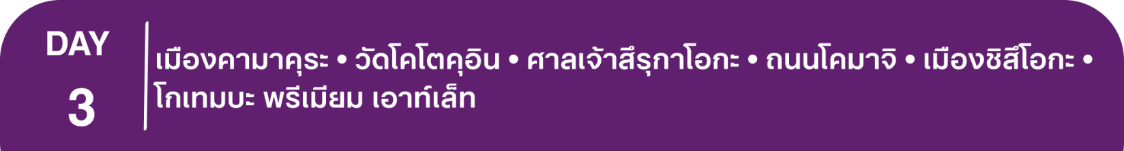 DAY
3
เมืองคามาคุระ • วัดโคโตคุอิน • ศาลเจ้าสึรุกาโอกะ • ถนนโคมาจิ • เมืองชิสึโอกะ •
โกเทมบะ พรีเมียม เอาท์เล็ท